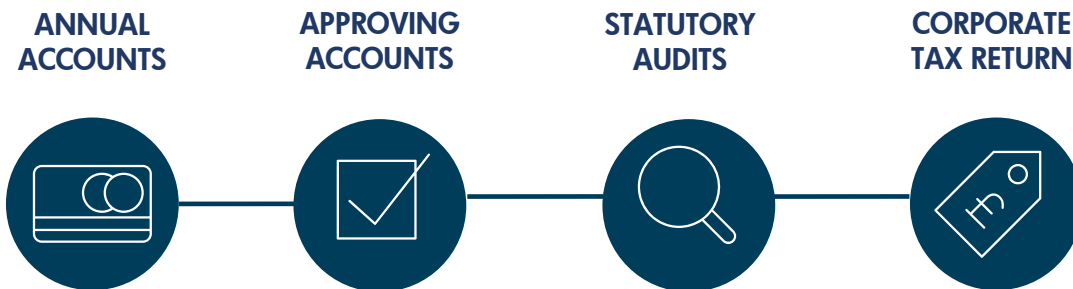 ANNUAL
ACCOUNTS
APPROVING
ACCOUNTS
STATUTORY
AUDITS
CORPORATE
TAX RETURN